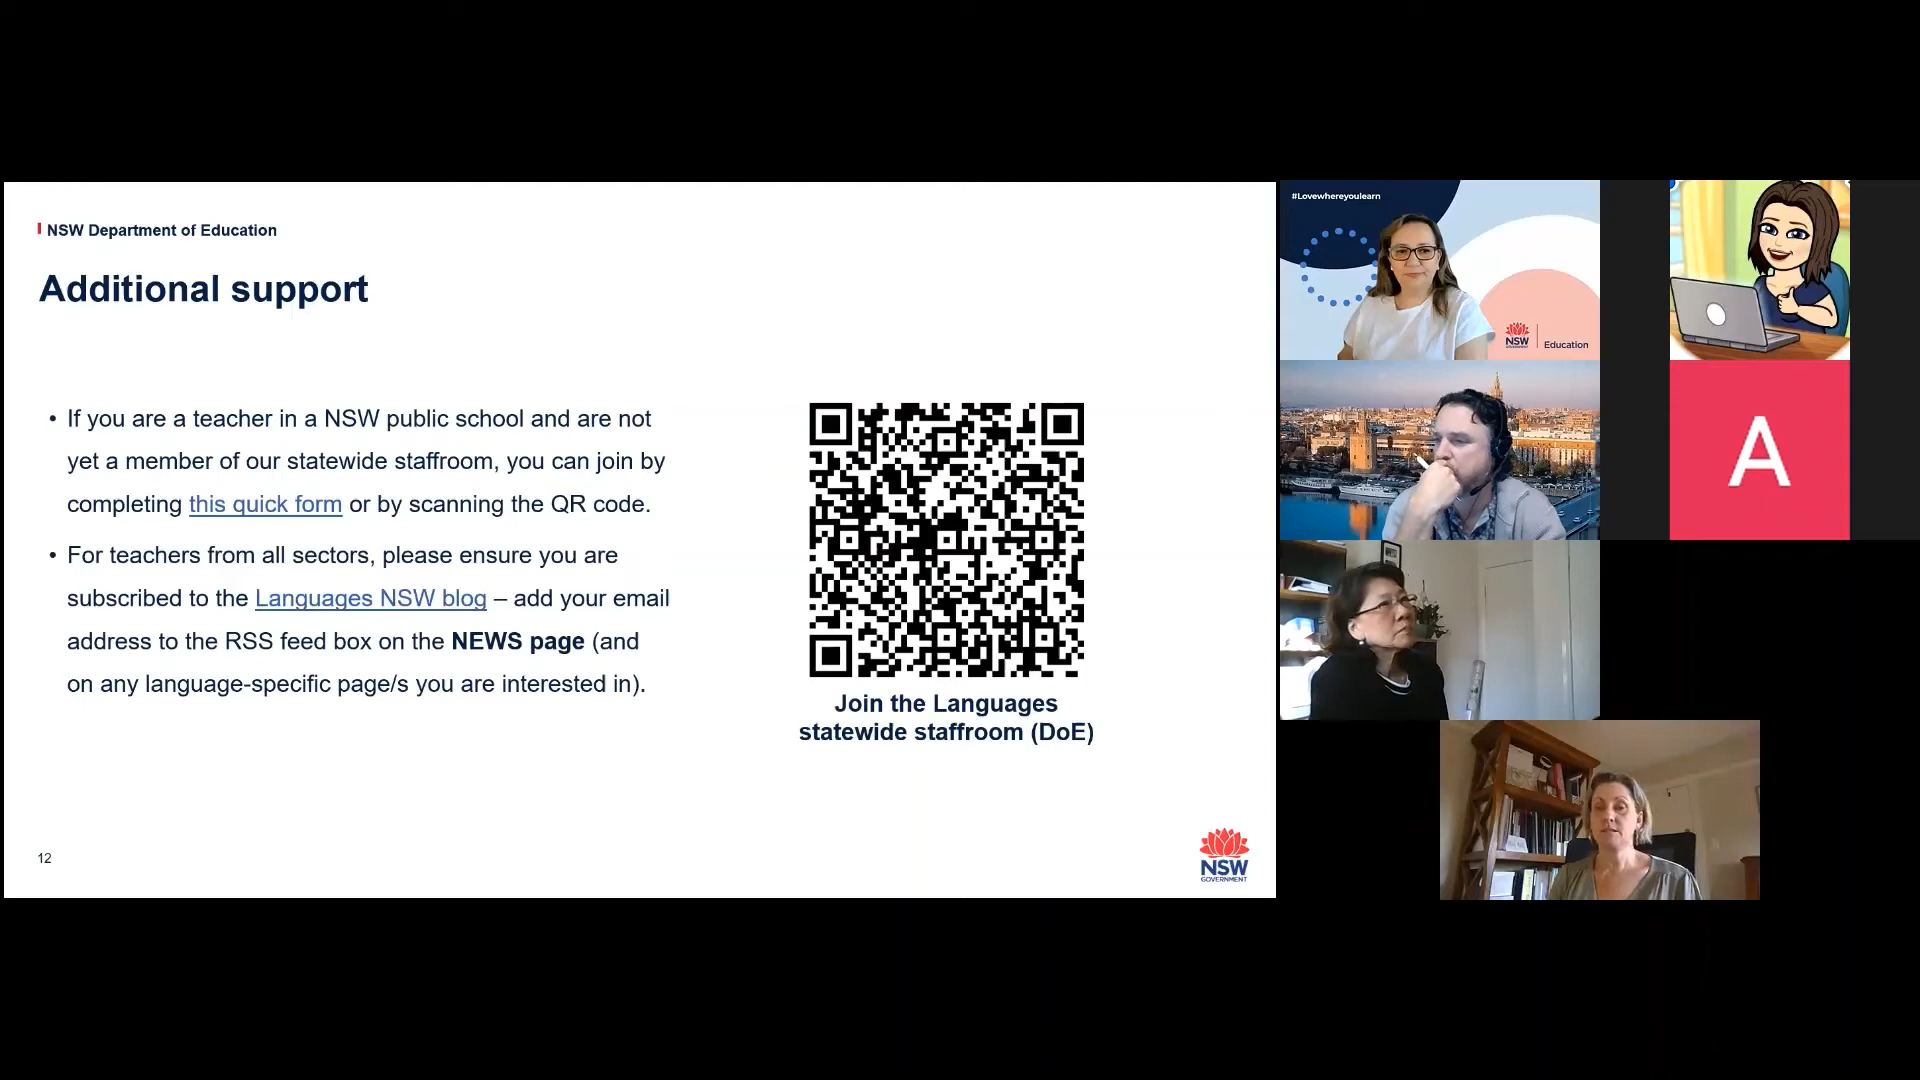 NSW Department of Education
Additional support
• If you are a teacher in a NSW public school and are not
yet a member of our statewide staffroom, you can join by
completing this quick form or by scanning the QR code.
• For teachers from all sectors, please ensure you are
subscribed to the Languages NSW blog – add your email
address to the RSS feed box on the NEWS page (and
on any language-specific page/s you are interested in).
Join the Languages
statewide staffroom (DoE)
12
NSW
GOVERNMENT
#Lovewhereyoulearn
NSW
GOVERNMENT
Education
A